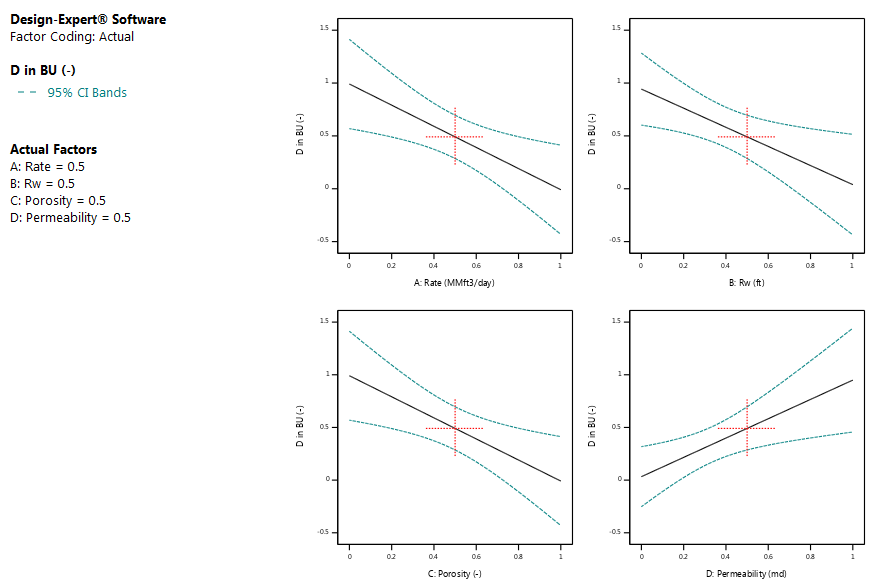 Design-Expert® Software
Factor Coding: Actual
D in BU (-)
95% CI Bands
Actual Factors
A: Rate = 0.5
B: Rw = 0.5
C: Porosity = 0.5
D: Permeability = 0.5
1.5
1
0.5
0
-0.5
D in BU (-)
0 0.2 0.4 0.6 0.8 1
A: Rate (MMft3/day)
1.5
1
0.5
0
-0.5
D in BU (-)
0 0.2 0.4 0.6 0.8 1
B: Rw (ft)
1.5
1
0.5
0
-0.5
D in BU (-)
0 0.2 0.4 0.6 0.8 1
C: Porosity (-)
1.5
1
0.5
0
-0.5
D in BU (-)
0 0.2 0.4 0.6 0.8 1
D: Permeability (md)